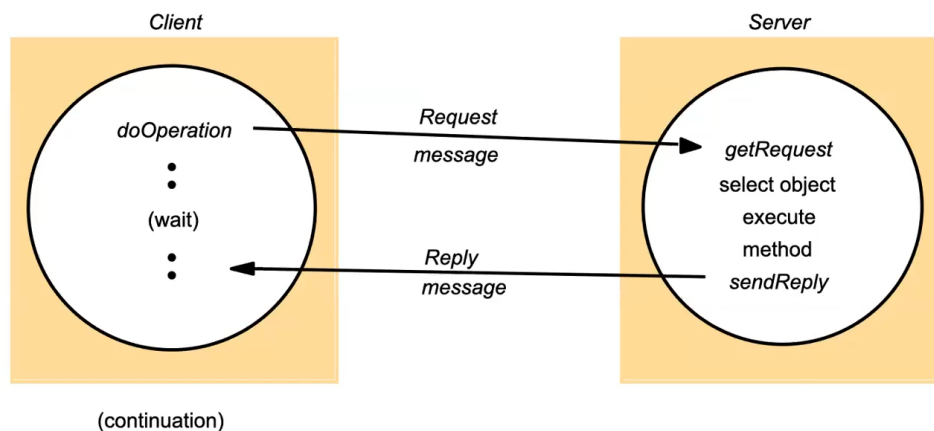 Client
Server
doOperation
(wait)
(continuation)
Request
message
Reply
message
getRequest
select object
execute
method
sendReply